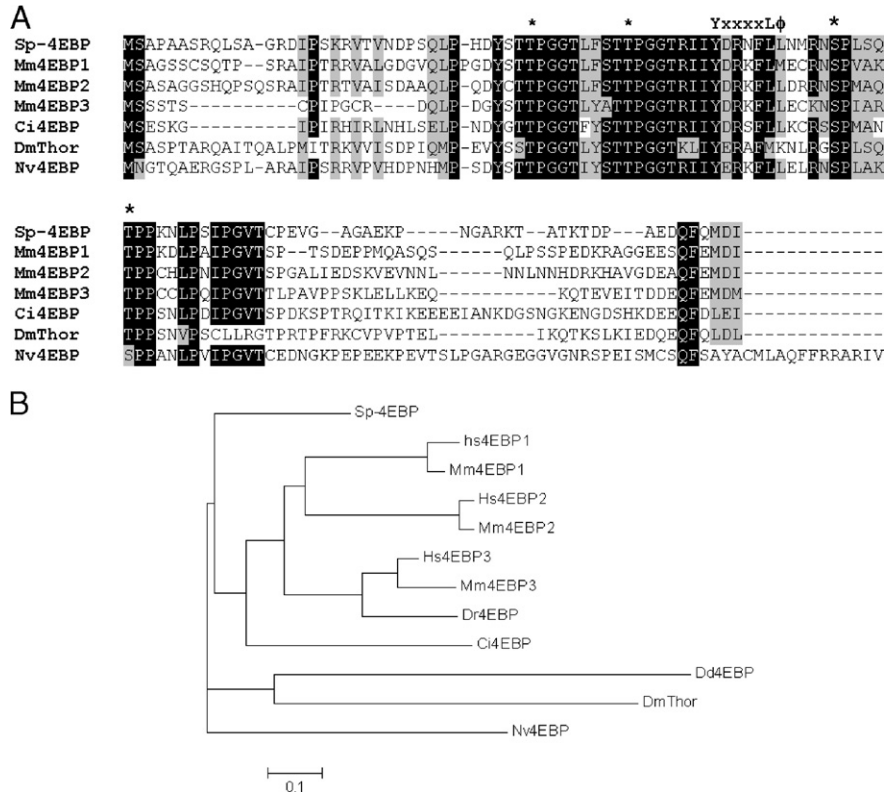 A
* * YxxxxLϕ *
Sp-4EBP MSAPAASRQLSA-GRDIPSKRVTVNDPSQLP-HDYSTTPGGTLFSTTPGGTRIIYDRNFLLNMRNSPLSQ
Mm4EBP1 MSAGSSCSQTP--SRAIPTRRVALGDGVQLPPGDYSTTPGGTLFSTTPGGTRIIYDRKFLMECRNSPVAK
Mm4EBP2 MSASAGGSHQPSQSRAIPTRTVAISDAAQLP-QDYCTTPGGTLFSTTPGGTRIIYDRKFLLDRRNSPMAQ
Mm4EBP3 MSSSTS----------CPIPGCR----DQLP-DGYSTTPGGTLYATTPGGTRIIYDRKFLLECKNSPIAR
Ci4EBP MSESKG----------IPIRHIRLNHLSELP-NDYGTTPGGTFYSTTPGGTRIIYDRSFLLKCRSSPMAN
DmThor MSASPTARQAITQALPMITRKVVISDPIQMP-EVYSSTPGGTLYSTTPGGTKLIYERAFMKNLRGSPLSQ
Nv4EBP MNGTQAERGSPL-ARAIPSRRVPVHDPNHMP-SDYSTTPGGTIYSTTPGGTRIIYDRNFLLELRNSPLAK
*
Sp-4EBP TPPKNLPSIPGVTCPEVG--AGAEKP----NGARKT--ATKTDP---AEDQFQMDI------------
Mm4EBP1 TPPKDLPAIPGVTSP--TSDEPPMQASQS-----QLPSSPEDKRAGGEESQFEMDI------------
Mm4EBP2 TPPCHLPNIPGVTSPGALIEDSKVEVNNL-----NNLNNHDRKHAVGDEAQFEMDI------------
Mm4EBP3 TPPCCLPQIPGVTTLPAVPPSKLELLKEQ----------KQTEVEITDDEQFEMDM------------
Ci4EBP TPPSNLPDIPGVTSPDKSPTRQITKIKEEEEIANKDGSNGKENGDSHKDEEQFDLEI------------
DmThor TPPSNVPSCLLRGTPRTPFRKCVPVPTEL--------IKQTKSLKIEDQEQFQLDL------------
Nv4EBP SPPANLPVIPGVTCEDNGKPEPEEKPEVTSLPGARGEGGVGNRSPEISMCSQFSAYACMLAQFFRRARIV
B
Sp-4EBP
hs4EBP1
Mm4EBP1
Hs4EBP2
Mm4EBP2
Hs4EBP3
Mm4EBP3
Dr4EBP
Ci4EBP
Dd4EBP
DmThor
Nv4EBP
0.1